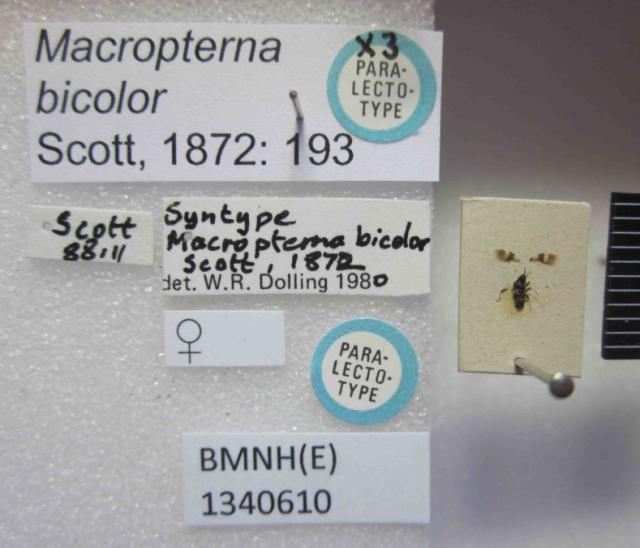 Macropterna
bicolor
Scott, 1872: 193
X3
PARA-
LECTO-
TYPE
Scott
88:11
Syntype
Macropterna bicolor
Scott, 1872
det. W.R. Dolling 1980
♀
PARA-
LECTO-
TYPE
BMNH(E)
1340610